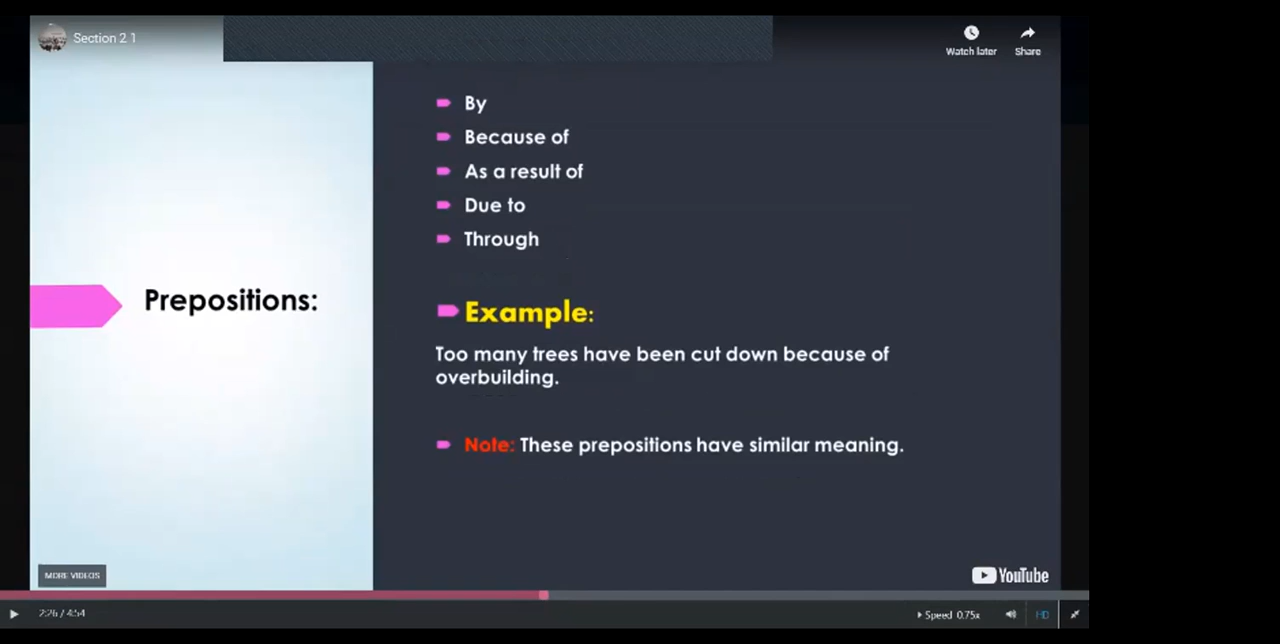 Section 2 1
Watch later
Share
By
Because of
As a result of
Due to
Through
Prepositions:
Example:
Too many trees have been cut down because of
overbuilding.
Note: These prepositions have similar meaning.
MORE VIDEOS
YouTube
2:26 / 4:54
Speed 0.75x
HD